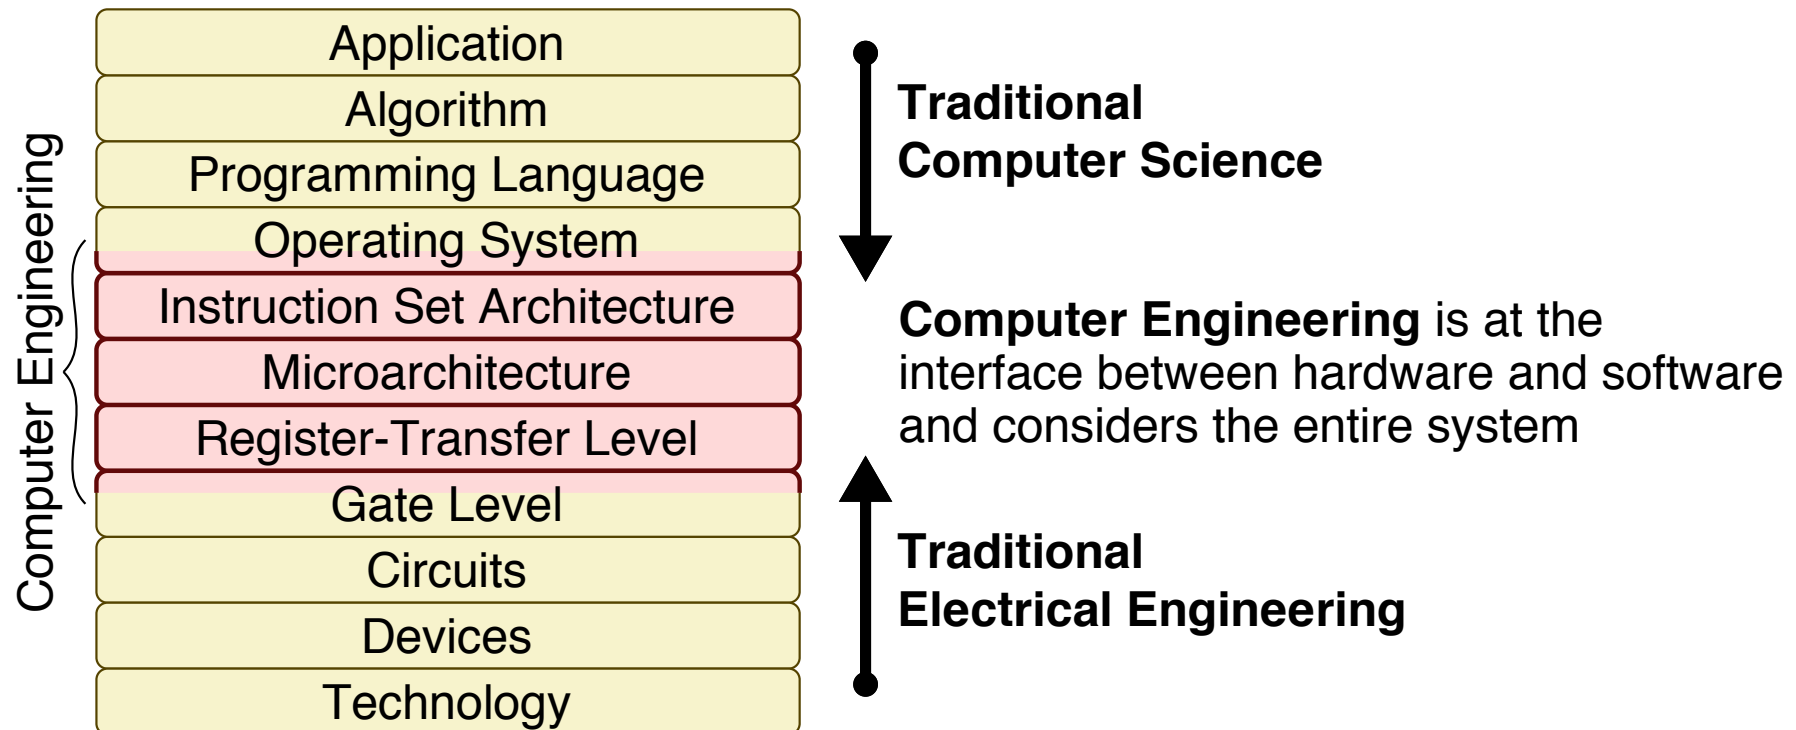 Application
Algorithm
Programming Language
Operating System
Instruction Set Architecture
Microarchitecture
Register-Transfer Level
Gate Level
Circuits
Devices
Technology
Computer Engineering
Traditional
Computer Science
Computer Engineering is at the
interface between hardware and software
and considers the entire system
Traditional
Electrical Engineering